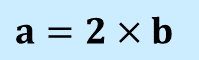 a = 2 × b